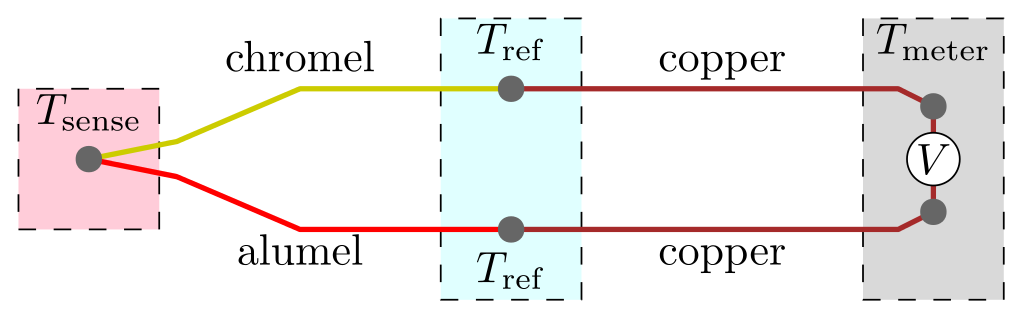 chromel
T_ref
copper
T_meter
T_sense
V
alumel
T_ref
copper